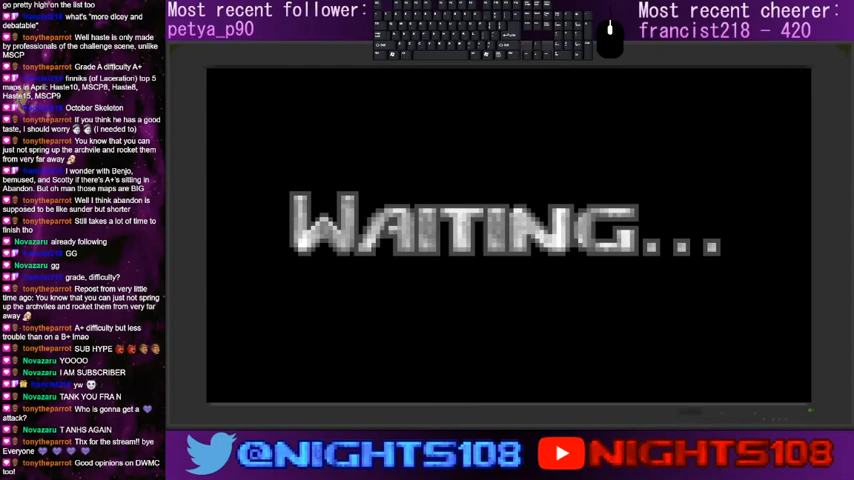 go pretty high on the list too
francist218 what's "more dicey and
debatable"
tonytheparrot Well haste is only made
by professionals of the challenge scene, unlike
MSCP
tonytheparrot Grade A difficulty A+
francist218 finniks (of Laceration) top 5
maps in April: Haste10, MSCP8, Haste8,
Haste15, MSCP9
October Skeleton
tonytheparrot If you think he has a good
taste, I should worry (I needed to)
tonytheparrot You know that you can
just not spring up the archvile and rocket them
from very far away
francist218 I wonder with Benjo,
bemused, and Scotty if there's A+'s sitting in
Abandon. But oh man those maps are BIG
tonytheparrot Well I think abandon is
supposed to be like sunder but shorter
tonytheparrot Still takes a lot of time to
finish tho
Novazaru already following
francist218 GG
Novazaru gg
francist218 grade, difficulty?
tonytheparrot Repost from very little
time ago: You know that you can just not spring
up the archviles and rocket them from very far
away
tonytheparrot A+ difficulty but less
trouble than on a B+ lmao
tonytheparrot SUB HYPE
Novazaru YOOOO
Novazaru I AM SUBSCRIBER
francist218 yw
Novazaru TANK YOU FRA N
tonytheparrot Who is gonna get a
attack?
Novazaru T ANHS AGAIN
tonytheparrot Thx for the stream!! bye
Everyone
tonytheparrot Good opinions on DWMC
too!
Most recent follower:
petya_p90
Most recent cheerer:
francist218 - 420
WAITING...
@NIGHTS108
NIGHTS108